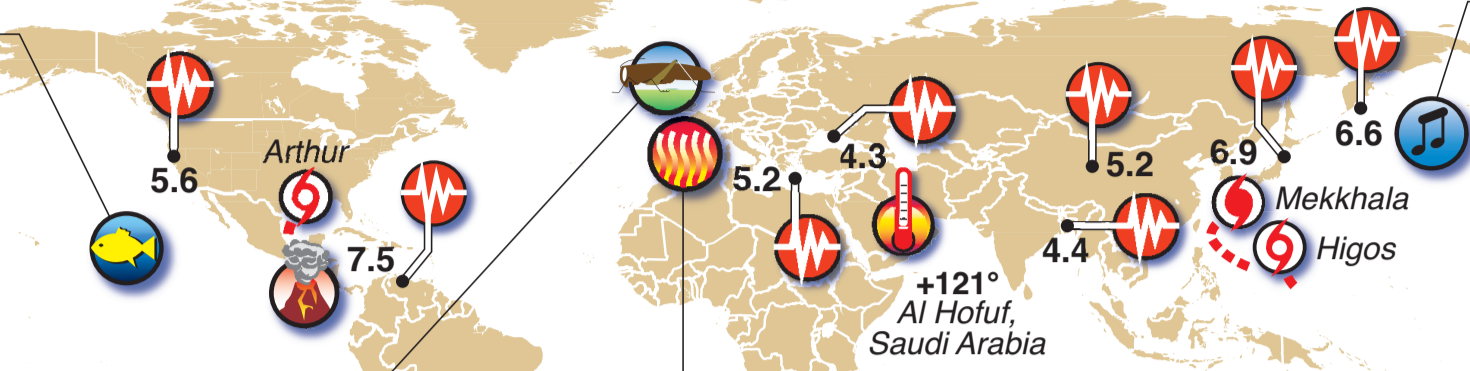 Arthur
5.6
7.5
4.3
5.2
5.2
6.9
6.6
4.4
Mekkhala
Higos
+121°
Al Hofuf,
Saudi Arabia